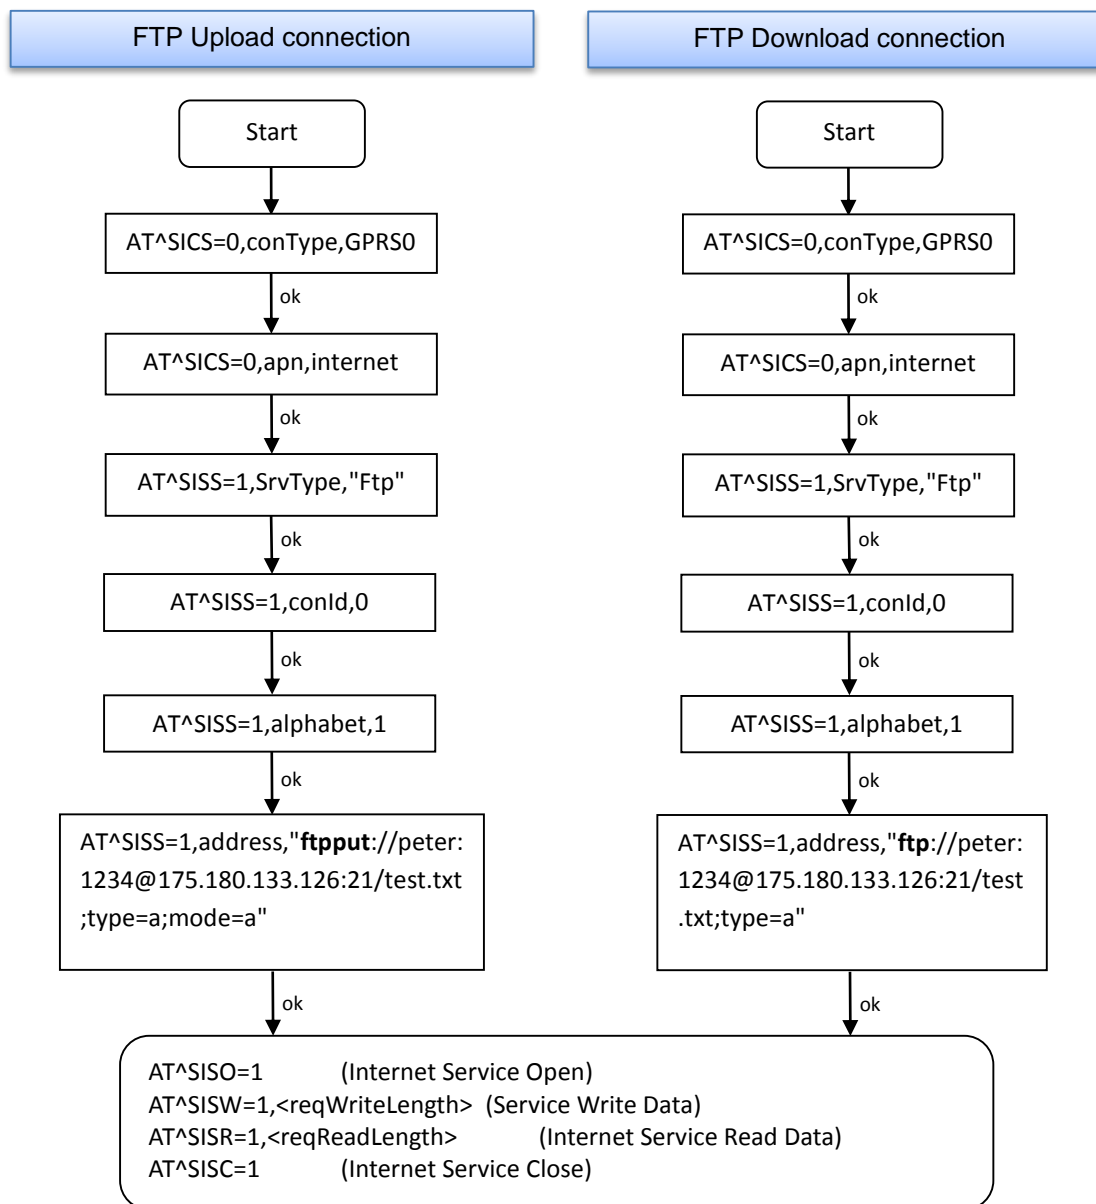 FTP Upload connection
Start
AT^SICS=0,conType,GPRS0
ok
AT^SICS=0,apn,internet
ok
AT^SISS=1,SrvType,"Ftp"
ok
AT^SISS=1,conId,0
ok
AT^SISS=1,alphabet,1
ok
AT^SISS=1,address,"ftpput://peter:
1234@175.180.133.126:21/test.txt
;type=a;mode=a"
ok
FTP Download connection
Start
AT^SICS=0,conType,GPRS0
ok
AT^SICS=0,apn,internet
ok
AT^SISS=1,SrvType,"Ftp"
ok
AT^SISS=1,conId,0
ok
AT^SISS=1,alphabet,1
ok
AT^SISS=1,address,"ftp://peter:
1234@175.180.133.126:21/test
.txt;type=a"
ok
AT^SISO=1 (Internet Service Open)
AT^SISW=1,<reqWriteLength> (Service Write Data)
AT^SISR=1,<reqReadLength> (Internet Service Read Data)
AT^SISC=1 (Internet Service Close)